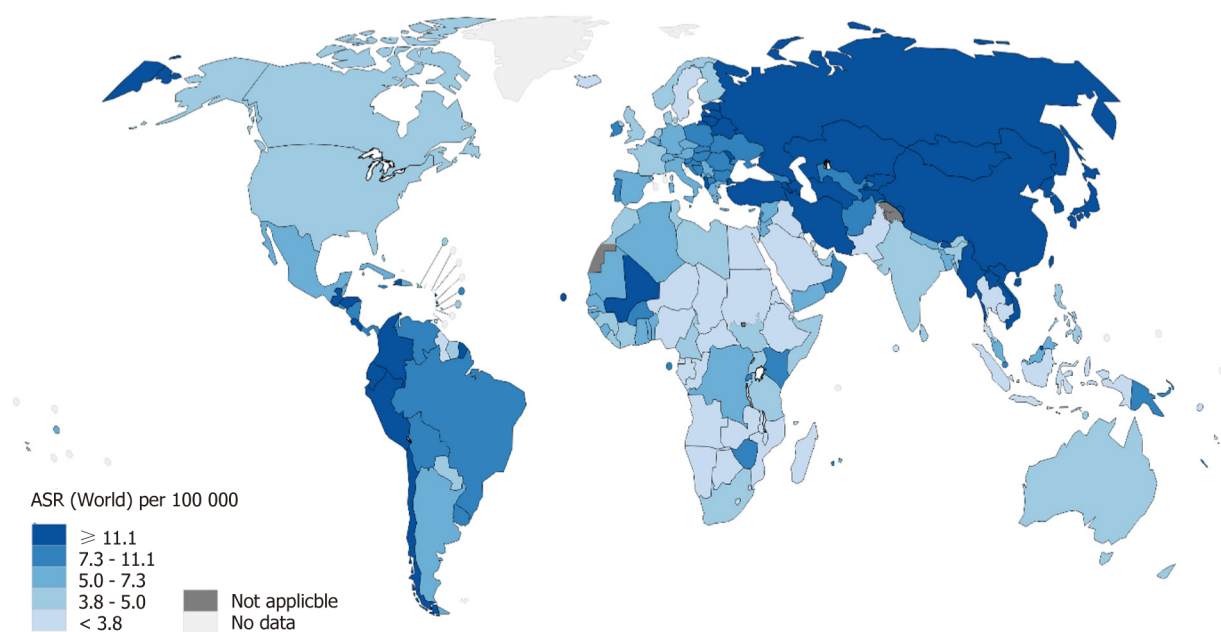 ASR (World) per 100 000
⩾ 11.1
7.3 - 11.1
5.0 - 7.3
3.8 - 5.0
< 3.8
Not applicble
No data